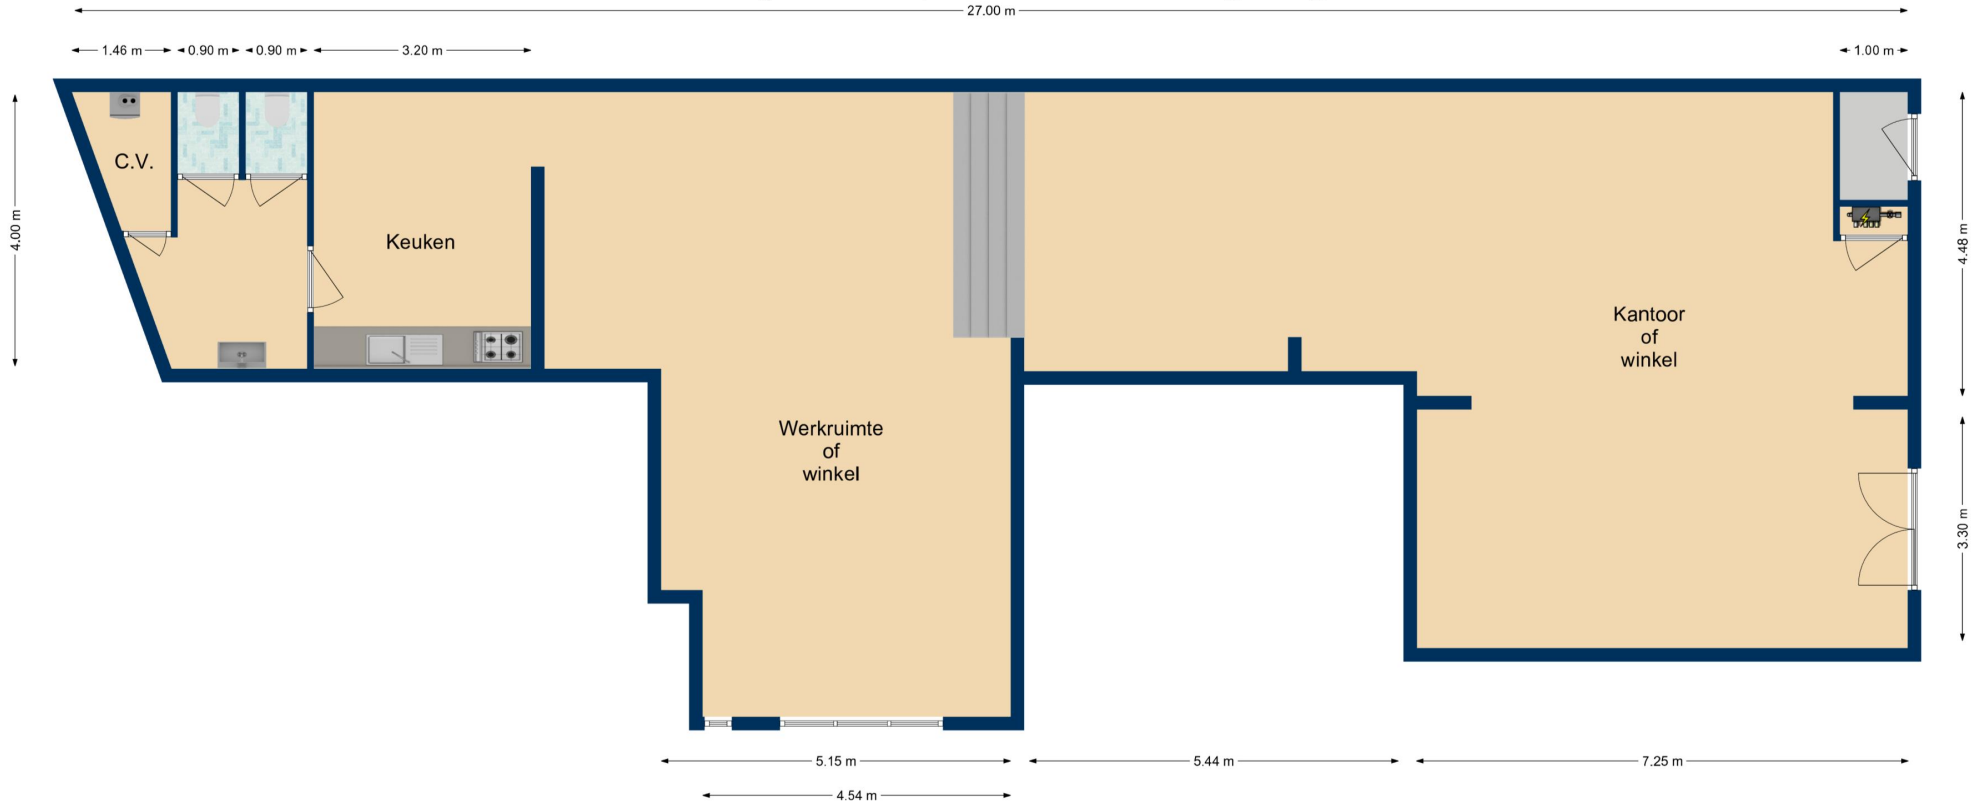 27.00 m
1.46 m
0.90 m
0.90 m
3.20 m
1.00 m
4.00 m
C.V.
Keuken
4.48 m
Kantoor
of
winkel
Werkruimte
of
winkel
3.30 m
5.15 m
5.44 m
7.25 m
4.54 m